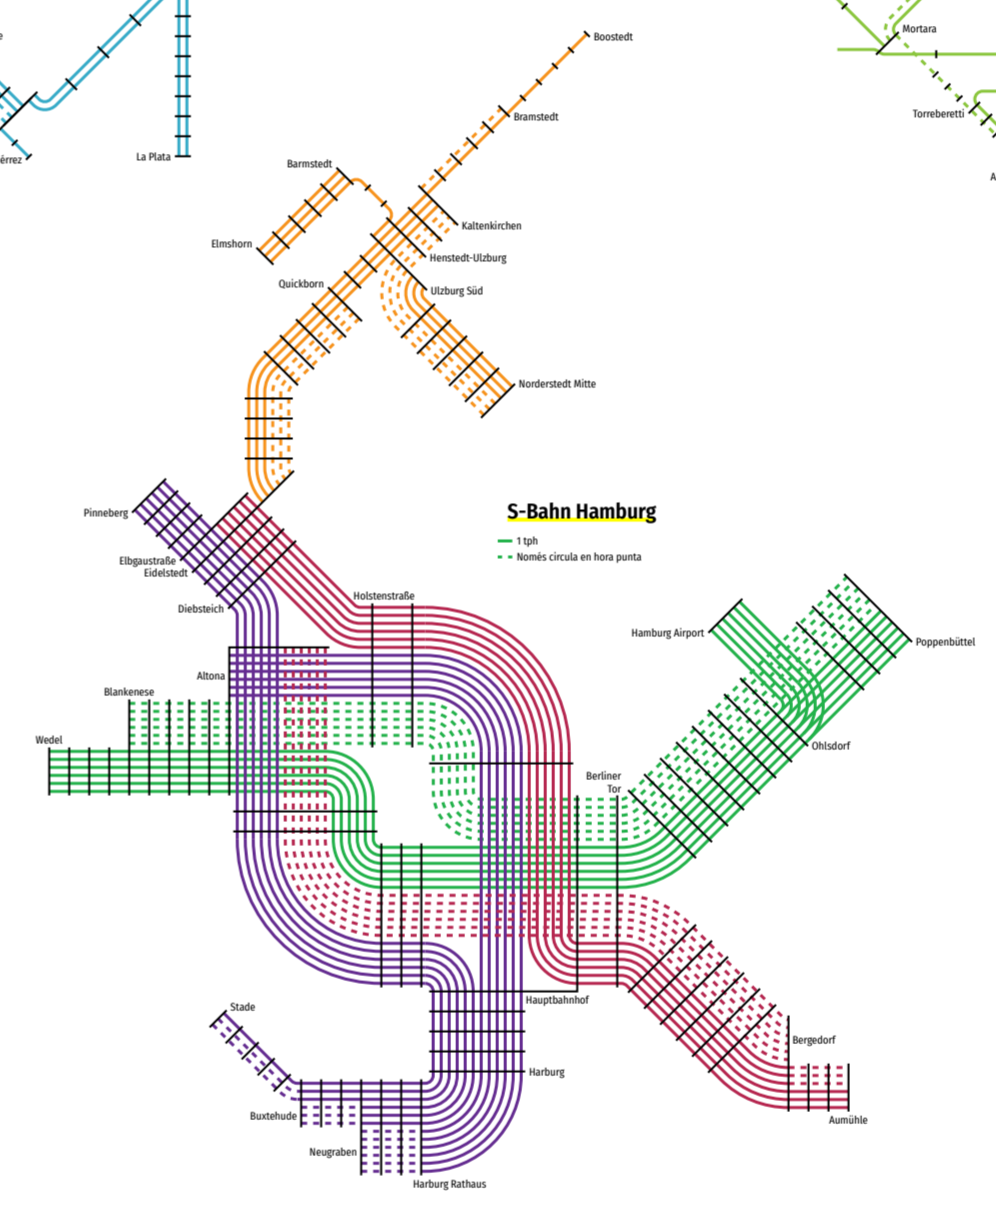 Mortara
Boostedt
Torreberetti
Bramstedt
La Plata
érrez
Barmstedt
Kaltenkirchen
Elmshorn
Henstedt-Ulzburg
Quickborn
Ulzburg Süd
Norderstedt Mitte
S-Bahn Hamburg
1 tph
Només circula en hora punta
Pinneberg
Elbgaustraße
Eidelstedt
Diebsteich
Holstenstraße
Hamburg Airport
Poppenbüttel
Altona
Blankenese
Wedel
Ohlsdorf
Berliner
Tor
Hauptbahnhof
Stade
Bergedorf
Harburg
Buxtehude
Aumühle
Neugraben
Harburg Rathaus